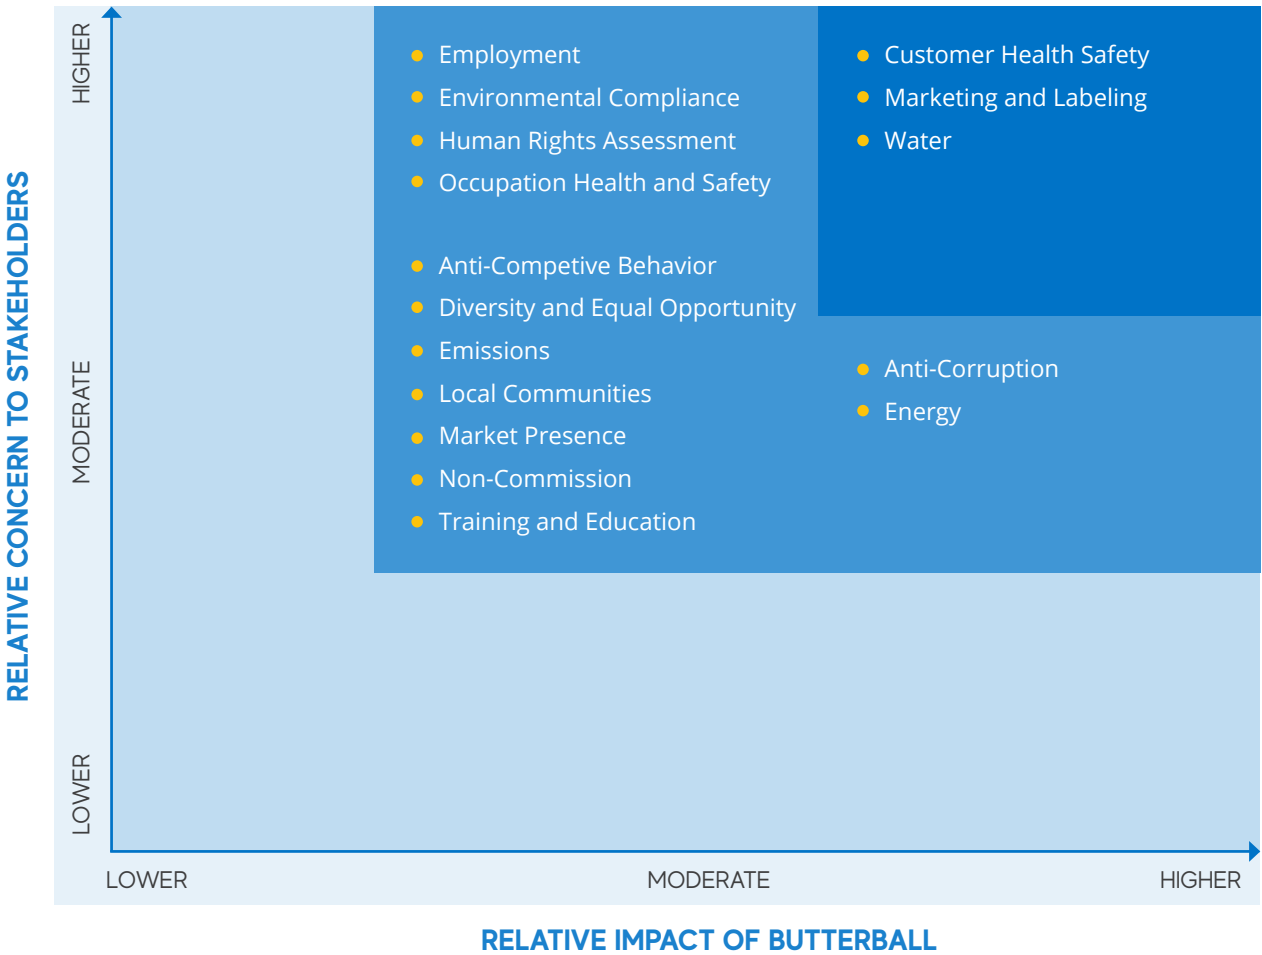 RELATIVE CONCERN TO STAKEHOLDERS
HIGHER
MODERATE
LOWER
Employment
Environmental Compliance
Human Rights Assessment
Occupation Health and Safety
Anti-Competive Behavior
Diversity and Equal Opportunity
Emissions
Local Communities
Market Presence
Non-Commission
Training and Education
Customer Health Safety
Marketing and Labeling
Water
Anti-Corruption
Energy
LOWER
MODERATE
HIGHER
RELATIVE IMPACT OF BUTTERBALL